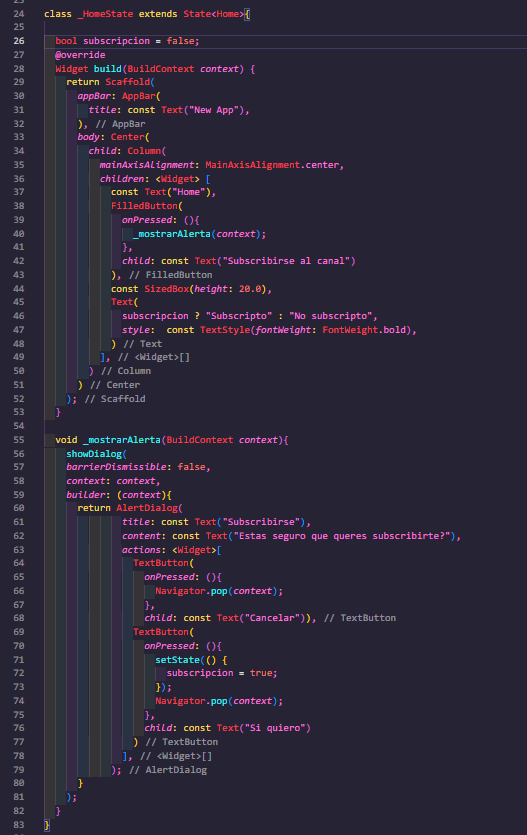 24 class _HomeState extends State<Home>{
25
26   bool subscripcion = false;
27   @override
28   Widget build(BuildContext context) {
29     return Scaffold(
30       appBar: AppBar(
31         title: const Text("New App"),
32       ), // AppBar
33       body: Center(
34         child: Column(
35           mainAxisAlignment: MainAxisAlignment.center,
36           children: <Widget> [
37             const Text("Home"),
38             FilledButton(
39               onPressed: (){
40                 _mostrarAlerta(context);
41               },
42               child: const Text("Subscribirse al canal")
43             ), // FilledButton
44             const SizedBox(height: 20.0),
45             Text(
46               subscripcion ? "Subscripto" : "No subscripto",
47               style:  const TextStyle(fontWeight: FontWeight.bold),
48             ) // Text
49           ], // <Widget>[]
50         ) // Column
51       ) // Center
52     ); // Scaffold
53   }
54
55   void _mostrarAlerta(BuildContext context){
56     showDialog(
57     barrierDismissible: false,
58     context: context,
59     builder: (context){
60       return AlertDialog(
61               title: const Text("Subscribirse"),
62               content: const Text("Estas seguro que queres subscribirte?"),
63               actions: <Widget>[
64                 TextButton(
65                   onPressed: (){
66                     Navigator.pop(context);
67                   },
68                   child: const Text("Cancelar")), // TextButton
69                 TextButton(
70                   onPressed: (){
71                     setState(() {
72                       subscripcion = true;
73                     });
74                     Navigator.pop(context);
75                   },
76                   child: const Text("Si quiero")
77                 ) // TextButton
78               ], // <Widget>[]
79             ); // AlertDialog
80       }
81     );
82   }
83 }